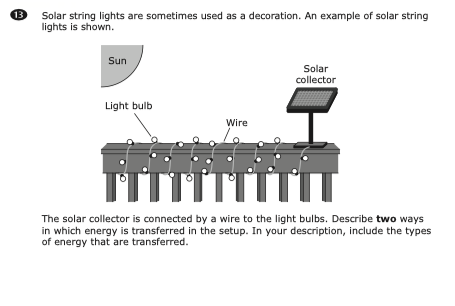 13 Solar string lights are sometimes used as a decoration. An example of solar string
lights is shown.
Sun
Solar
collector
Light bulb
Wire
The solar collector is connected by a wire to the light bulbs. Describe two ways
in which energy is transferred in the setup. In your description, include the types
of energy that are transferred.